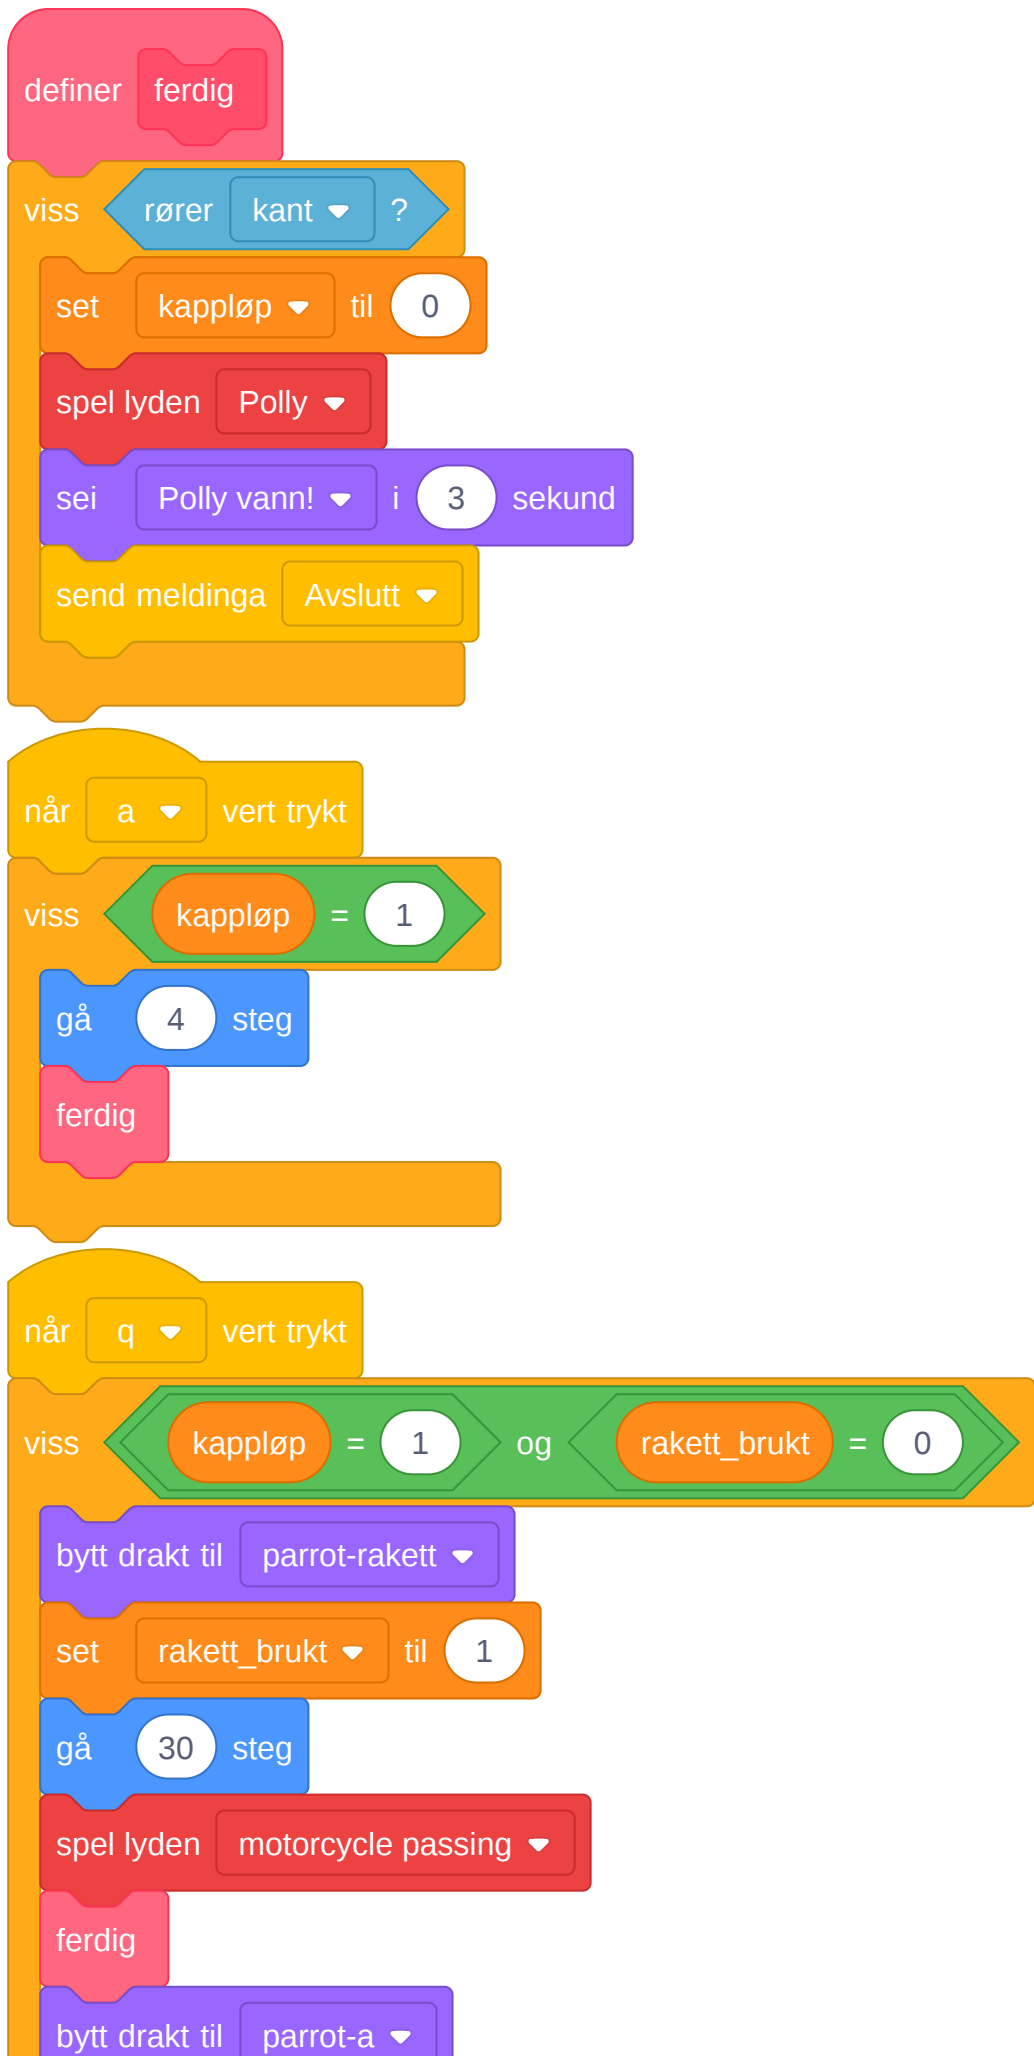 definer ferdig
viss rører kant ?
set kappløp til 0
spel lyden Polly
sei Polly vann! i 3 sekund
send meldinga Avslutt
når a vert trykt
viss kappløp = 1
gå 4 steg
ferdig
når q vert trykt
viss kappløp = 1 og rakett_brukt = 0
bytt drakt til parrot-rakett
set rakett_brukt til 1
gå 30 steg
spel lyden motorcycle passing
ferdig
bytt drakt til parrot-a